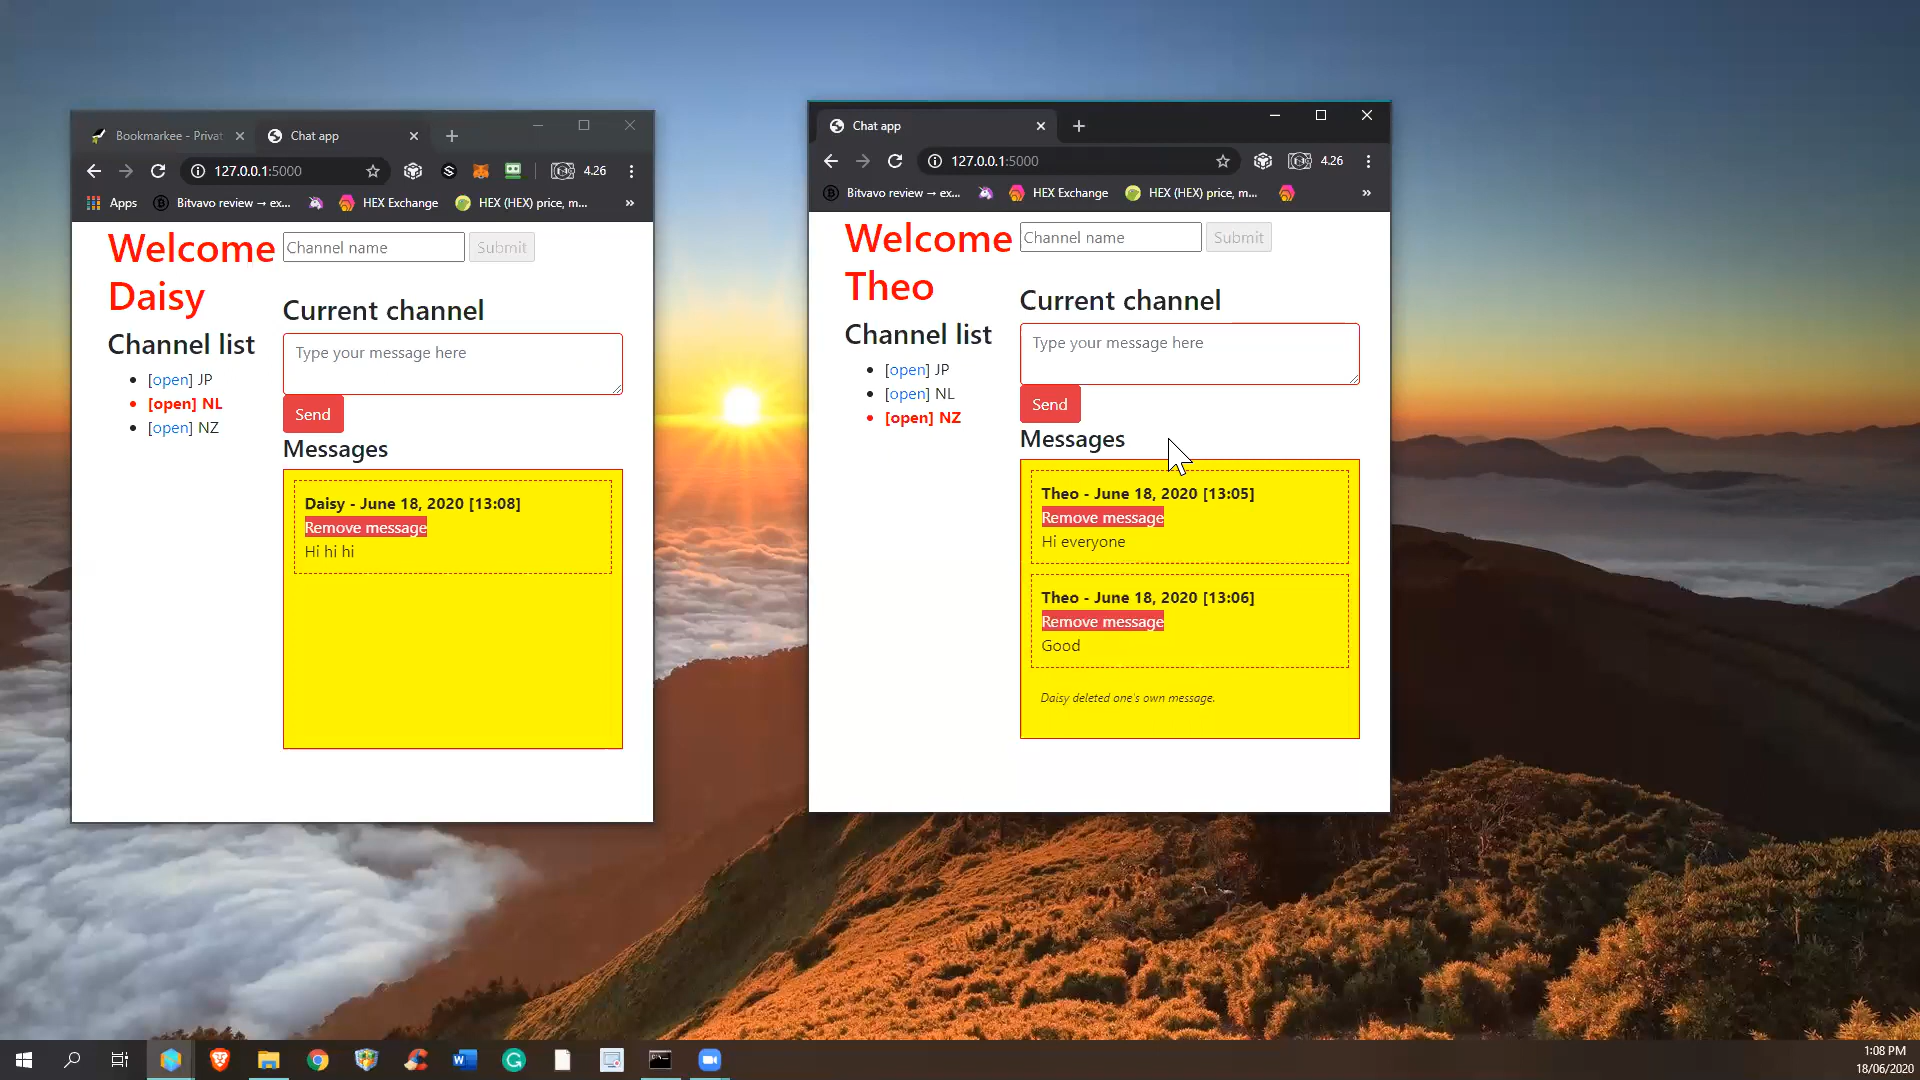 Bookmarkee - Privat
Chat app
127.0.0.1:5000
4.26
Apps
Bitvavo review → ex...
HEX Exchange
HEX (HEX) price, m...
»
Welcome
Daisy
Channel name
Submit
Channel list
[open] JP
[open] NL
[open] NZ
Current channel
Type your message here
Send
Messages
Daisy - June 18, 2020 [13:08]
Remove message
Hi hi hi
Chat app
127.0.0.1:5000
4.26
Bitvavo review → ex...
HEX Exchange
HEX (HEX) price, m...
»
Welcome
Theo
Channel name
Submit
Channel list
[open] JP
[open] NL
[open] NZ
Current channel
Type your message here
Send
Messages
Theo - June 18, 2020 [13:05]
Remove message
Hi everyone
Theo - June 18, 2020 [13:06]
Remove message
Good
Daisy deleted one's own message.
1:08 PM
18/06/2020